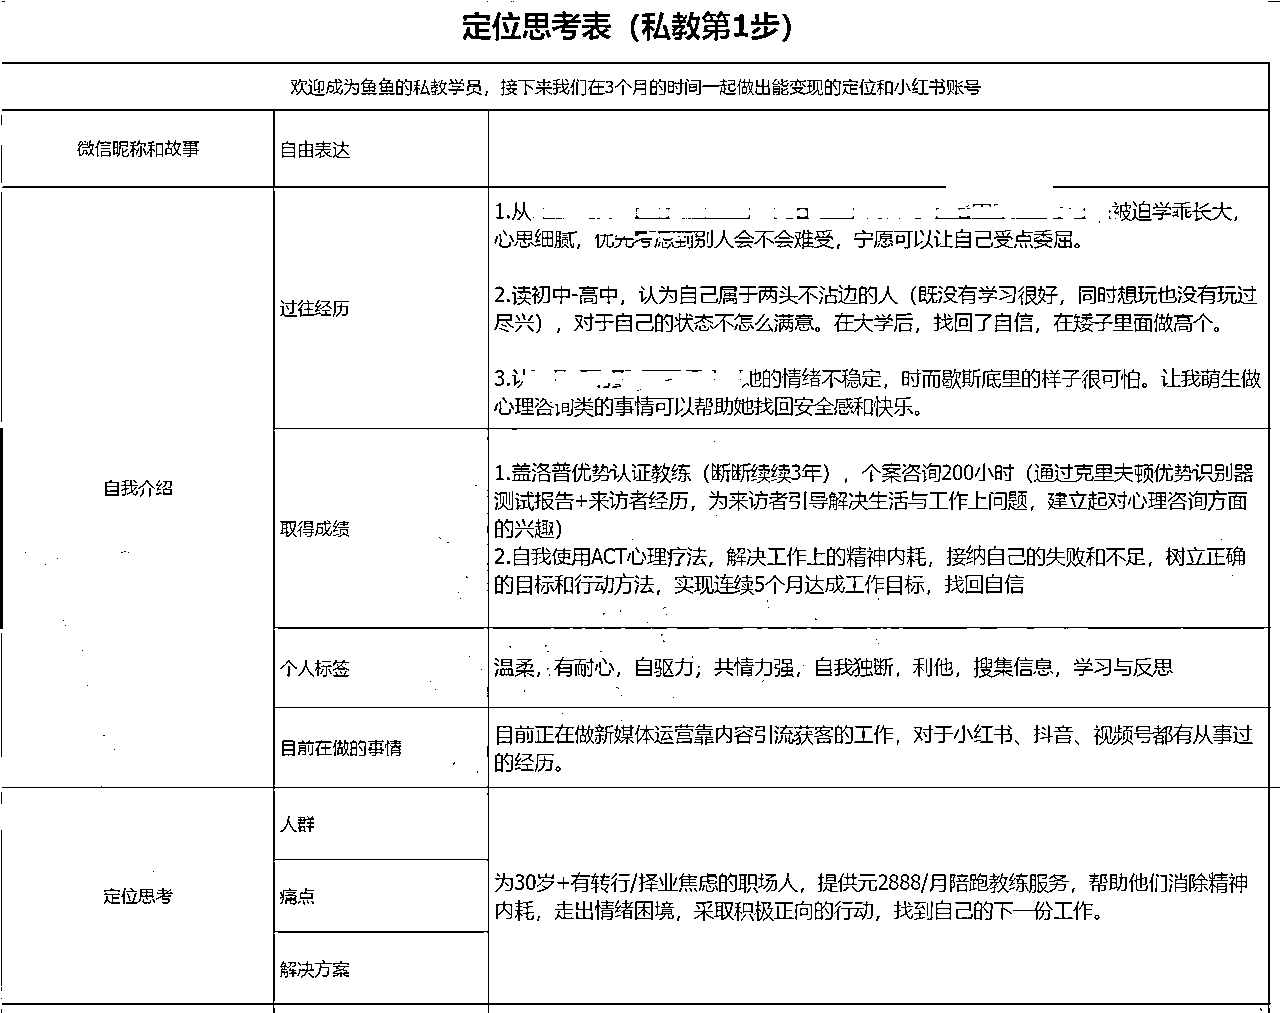 定位思考表（私教第1步）
欢迎成为鱼鱼的私教学员，接下来我们在3个月的时间一起做出能变现的定位和小红书账号
微信昵称和故事
自由表达
自我介绍
过往经历
1.从
被迫学乖长大，
心思细腻，优先考虑到别人会不会难受，宁愿可以让自己受点委屈。
2.读初中-高中，认为自己属于两头不沾边的人（既没有学习很好，同时想玩也没有玩过
尽兴），对于自己的状态不怎么满意。在大学后，找回了自信，在矮子里面做高个。
3.
她的情绪不稳定，时而歇斯底里的样子很可怕。让我萌生做
心理咨询类的事情可以帮助她找回安全感和快乐。
取得成绩
1.盖洛普优势认证教练（断断续续3年），个案咨询200小时（通过克里夫顿优势识别器
测试报告+来访者经历，为来访者引导解决生活与工作上问题，建立起对心理咨询方面
的兴趣）
2.自我使用ACT心理疗法，解决工作上的精神内耗，接纳自己的失败和不足，树立正确
的目标和行动方法，实现连续5个月达成工作目标，找回自信
个人标签
温柔，有耐心，自驱力；共情力强，自我独断，利他，搜集信息，学习与反思
目前在做的事情
目前正在做新媒体运营靠内容引流获客的工作，对于小红书、抖音、视频号都有从事过
的经历。
定位思考
人群
痛点
解决方案
为30岁+有转行/择业焦虑的职场人，提供元2888/月陪跑教练服务，帮助他们消除精神
内耗，走出情绪困境，采取积极正向的行动，找到自己的下一份工作。